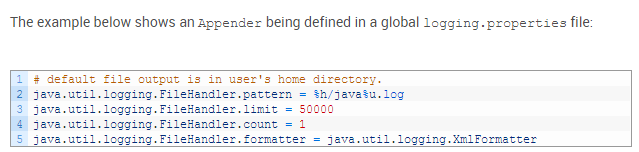 The example below shows an Appender being defined in a global logging.properties file:
1 # default file output is in user's home directory.
2 java.util.logging.FileHandler.pattern = %h/java%u.log
3 java.util.logging.FileHandler.limit = 50000
4 java.util.logging.FileHandler.count = 1
5 java.util.logging.FileHandler.formatter = java.util.logging.XmlFormatter